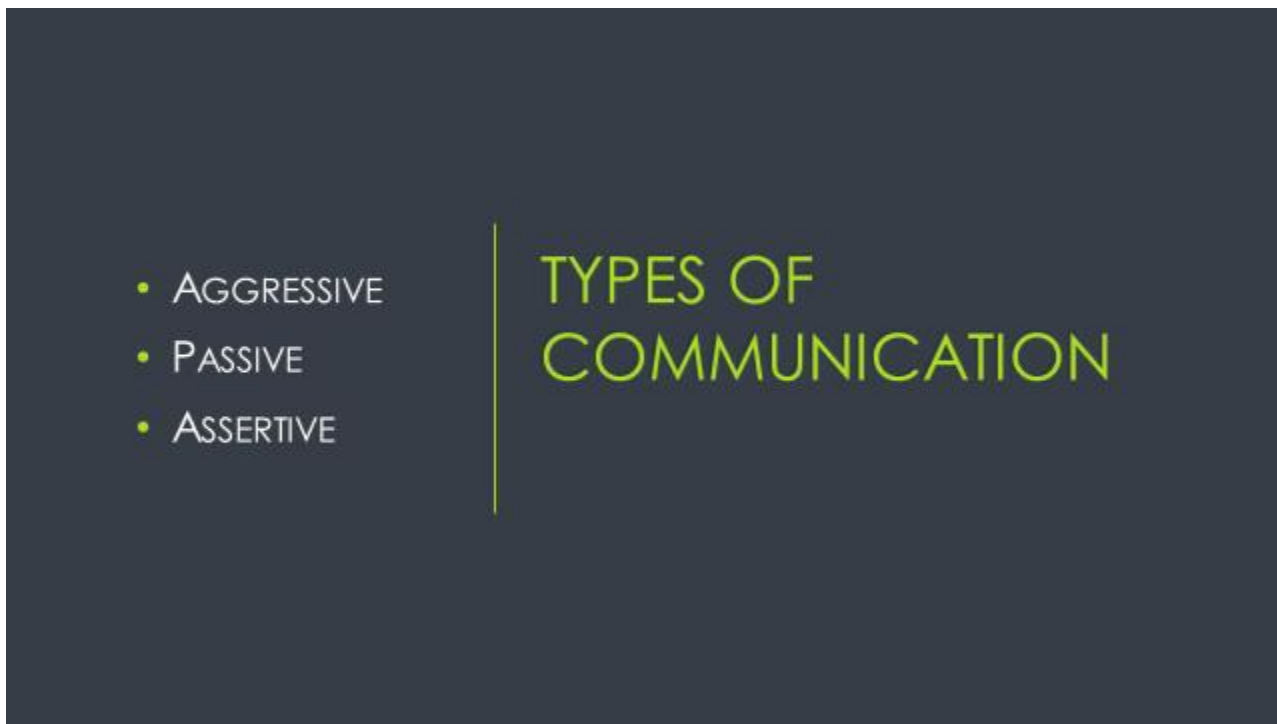 • AGGRESSIVE
• PASSIVE
• ASSERTIVE
TYPES OF
COMMUNICATION